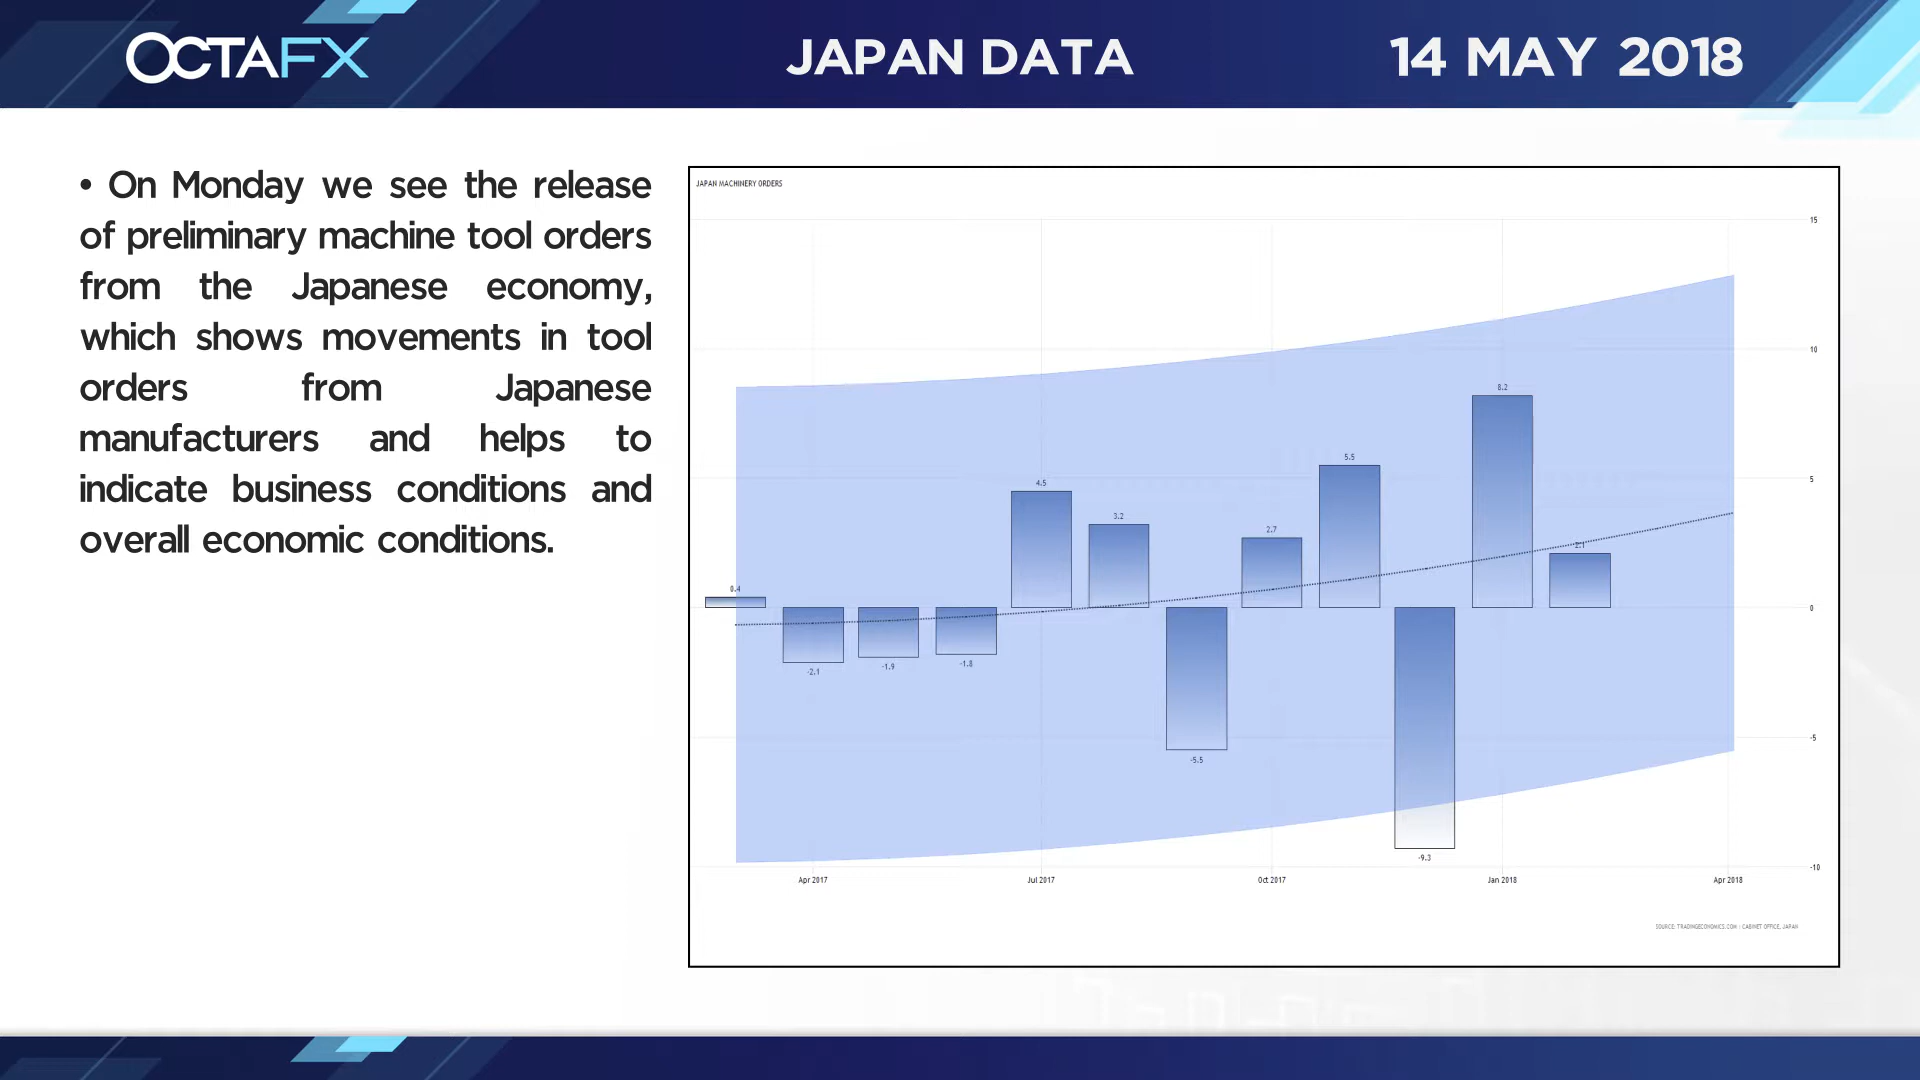 OCTAFX
JAPAN DATA
14 MAY 2018
• On Monday we see the release
of preliminary machine tool orders
from the Japanese economy,
which shows movements in tool
orders from Japanese
manufacturers and helps to
indicate business conditions and
overall economic conditions.
JAPAN MACHINERY ORDERS
15
10
5
0
-5
-10
0.4
-2.1
-1.9
-1.8
4.5
3.2
-5.5
2.7
5.5
-9.3
8.2
2.1
Apr 2017
Jul 2017
Oct 2017
Jan 2018
Apr 2018
SOURCE: TRADINGECONOMICS.COM | CABINET OFFICE, JAPAN